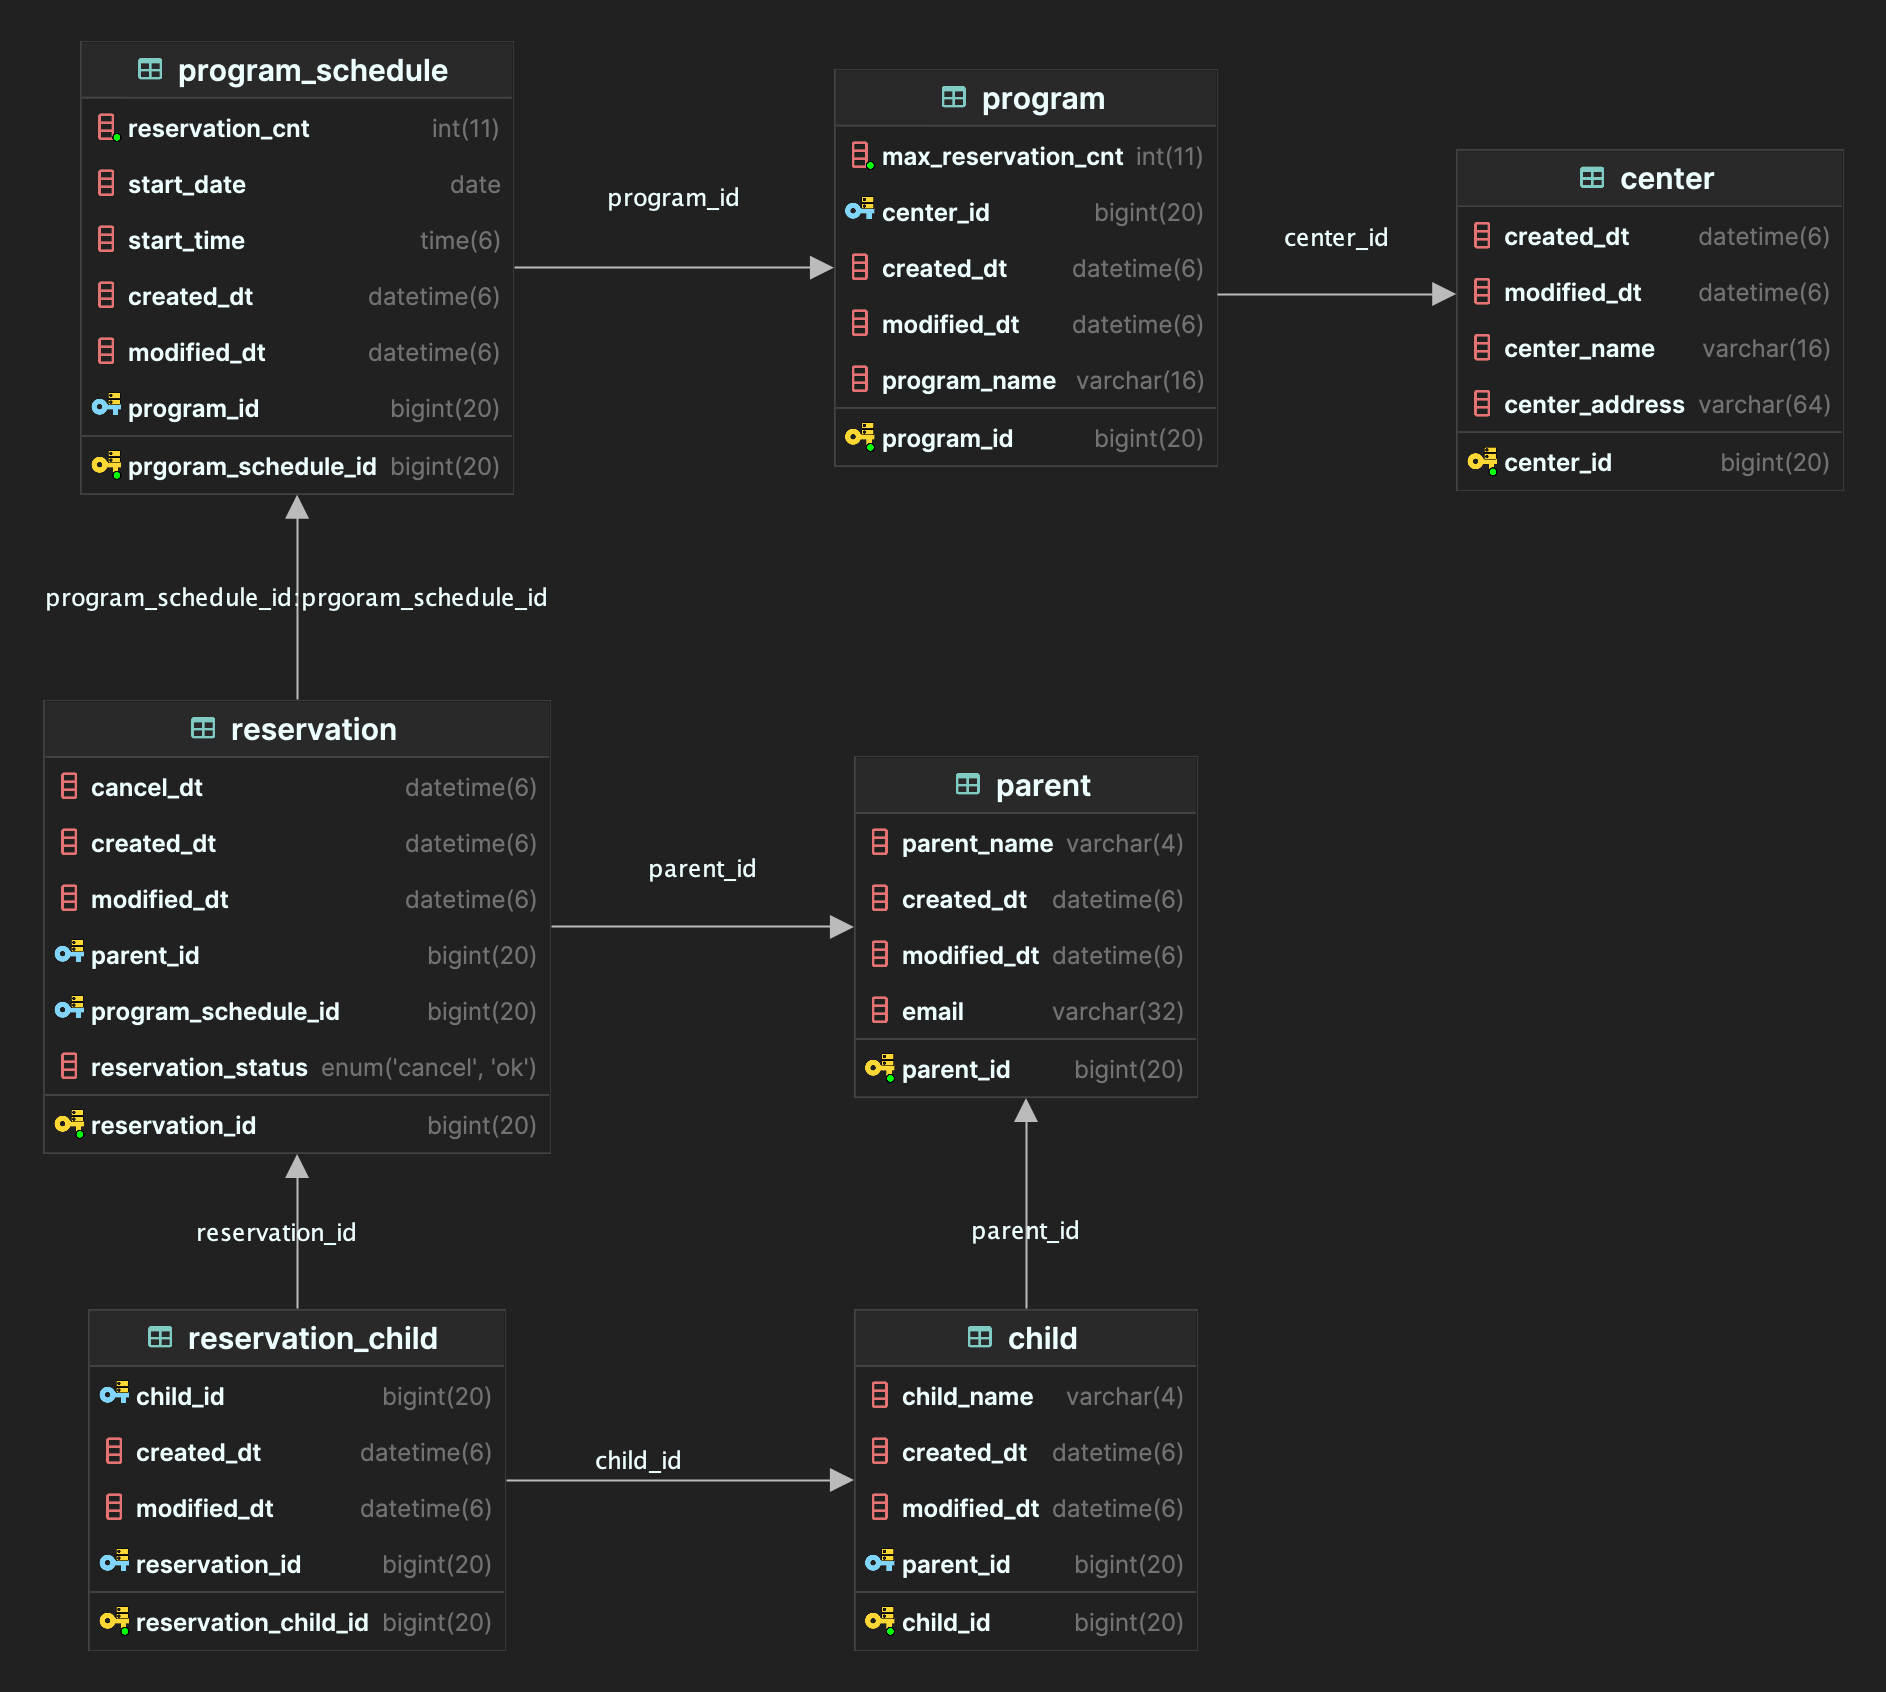 program_schedule
reservation_cnt int(11)
start_date date
start_time time(6)
created_dt datetime(6)
modified_dt datetime(6)
program_id bigint(20)
prgoram_schedule_id bigint(20)
program_id
program
max_reservation_cnt int(11)
center_id bigint(20)
created_dt datetime(6)
modified_dt datetime(6)
program_name varchar(16)
program_id bigint(20)
center_id
center
created_dt datetime(6)
modified_dt datetime(6)
center_name varchar(16)
center_address varchar(64)
center_id bigint(20)
program_schedule_id:prgoram_schedule_id
reservation
cancel_dt datetime(6)
created_dt datetime(6)
modified_dt datetime(6)
parent_id bigint(20)
program_schedule_id bigint(20)
reservation_status enum('cancel', 'ok')
reservation_id bigint(20)
parent_id
parent
parent_name varchar(4)
created_dt datetime(6)
modified_dt datetime(6)
email varchar(32)
parent_id bigint(20)
reservation_id
parent_id
reservation_child
child_id bigint(20)
created_dt datetime(6)
modified_dt datetime(6)
reservation_id bigint(20)
reservation_child_id bigint(20)
child_id
child
child_name varchar(4)
created_dt datetime(6)
modified_dt datetime(6)
parent_id bigint(20)
child_id bigint(20)